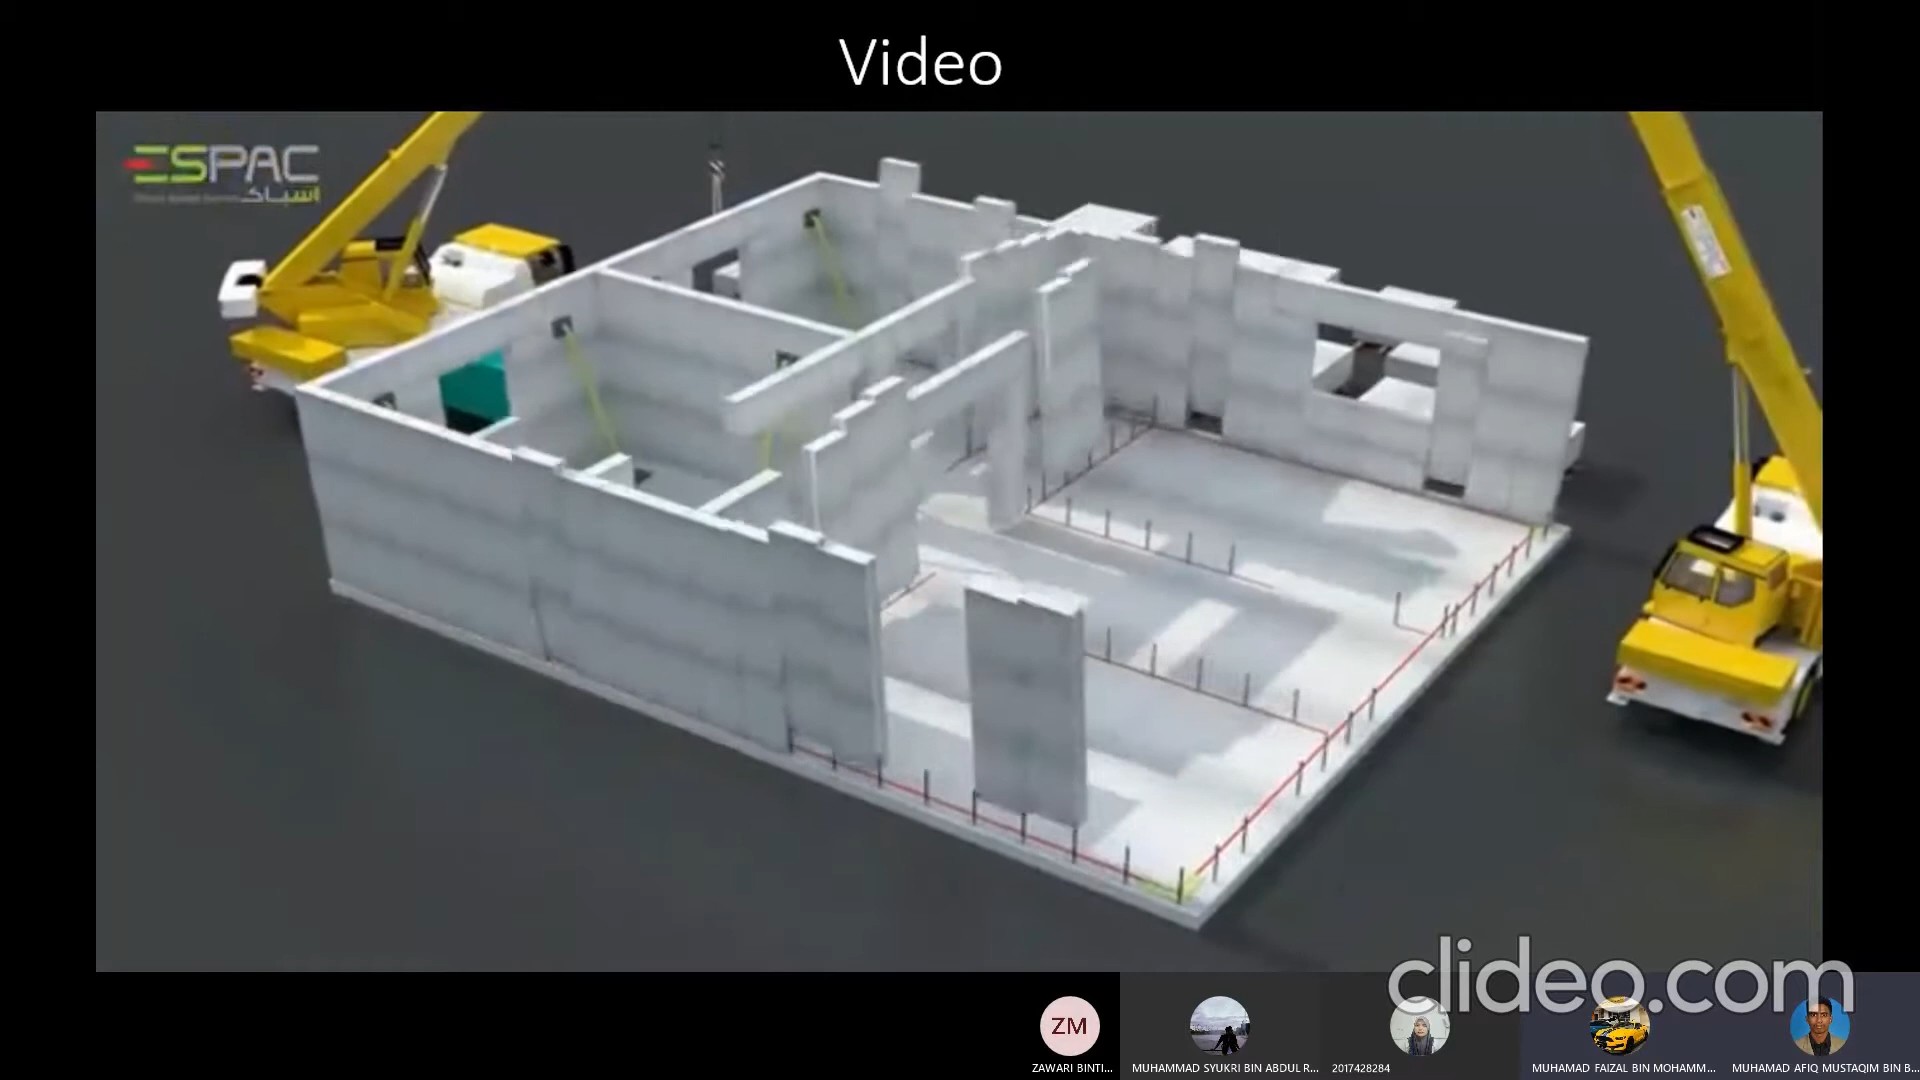 Video
ESPAC
اسباك
clideo.com
ZM
ZAWARI BINTI...
MUHAMMAD SYUKRI BIN ABDUL R...
2017428284
MUHAMAD FAIZAL BIN MOHAMM...
MUHAMAD AFIQ MUSTAQIM BIN B...